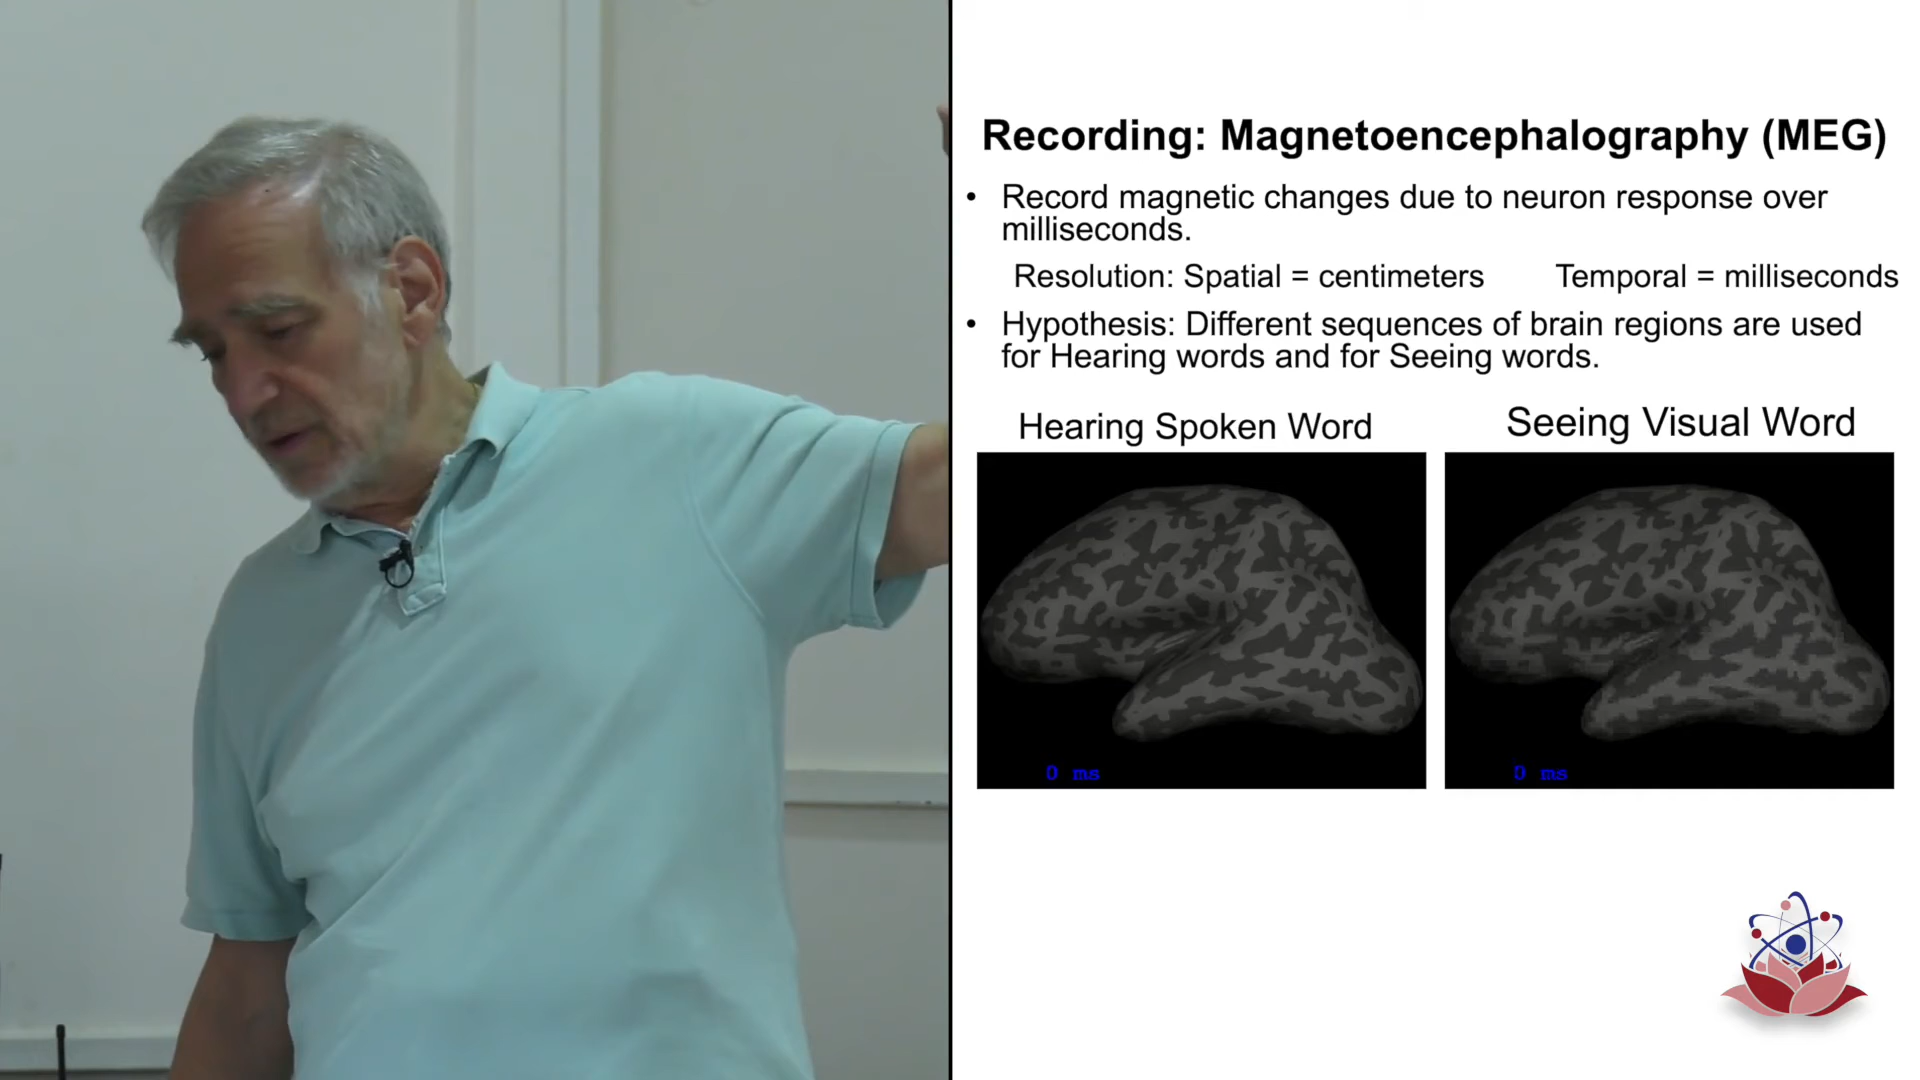 Recording: Magnetoencephalography (MEG)
• Record magnetic changes due to neuron response over
milliseconds.
Resolution: Spatial = centimeters Temporal = milliseconds
• Hypothesis: Different sequences of brain regions are used
for Hearing words and for Seeing words.
Hearing Spoken Word
Seeing Visual Word
0 ms
0 ms